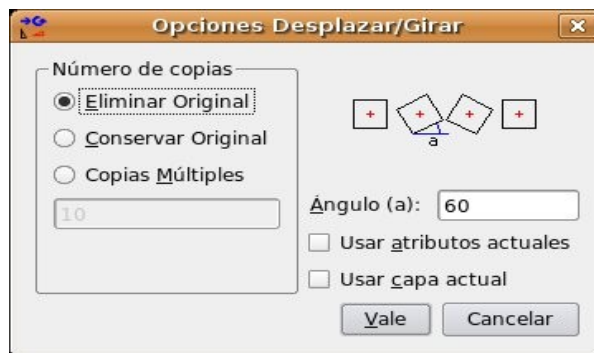 Opciones Desplazar/Girar
Número de copias
Eliminar Original
Conservar Original
Copias Múltiples
10
a
Ángulo (a): 60
Usar atributos actuales
Usar capa actual
Vale Cancelar